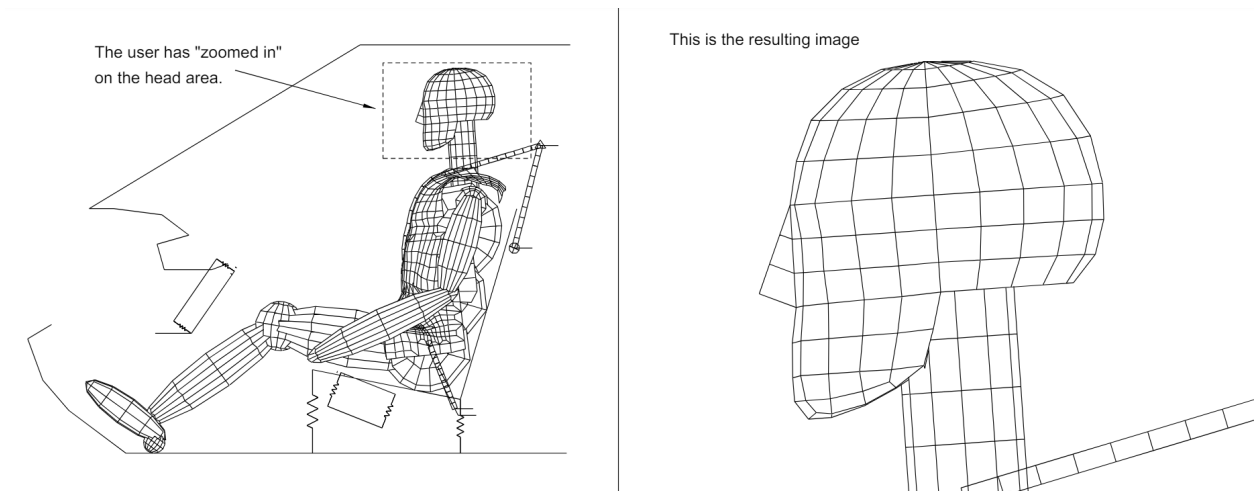 The user has "zoomed in"
on the head area.
This is the resulting image